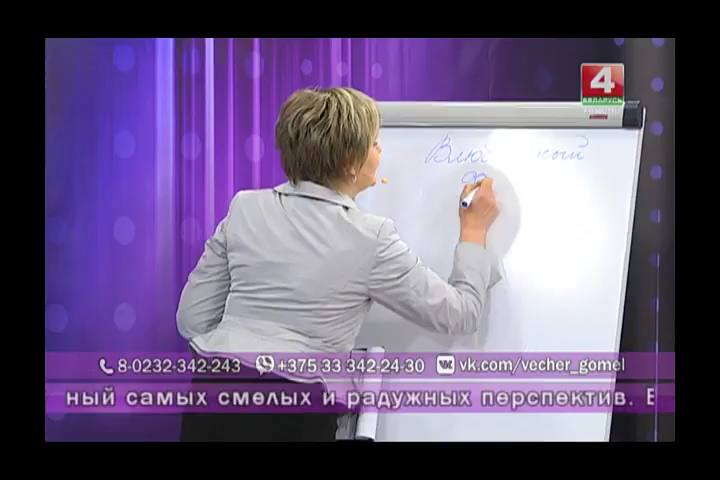 4
БЕЛАРУСЬ
8-0232-342-243 +375 33 342-24-30 vk.com/vecher_gomel
ный самых смелых и радужных перспектив. В